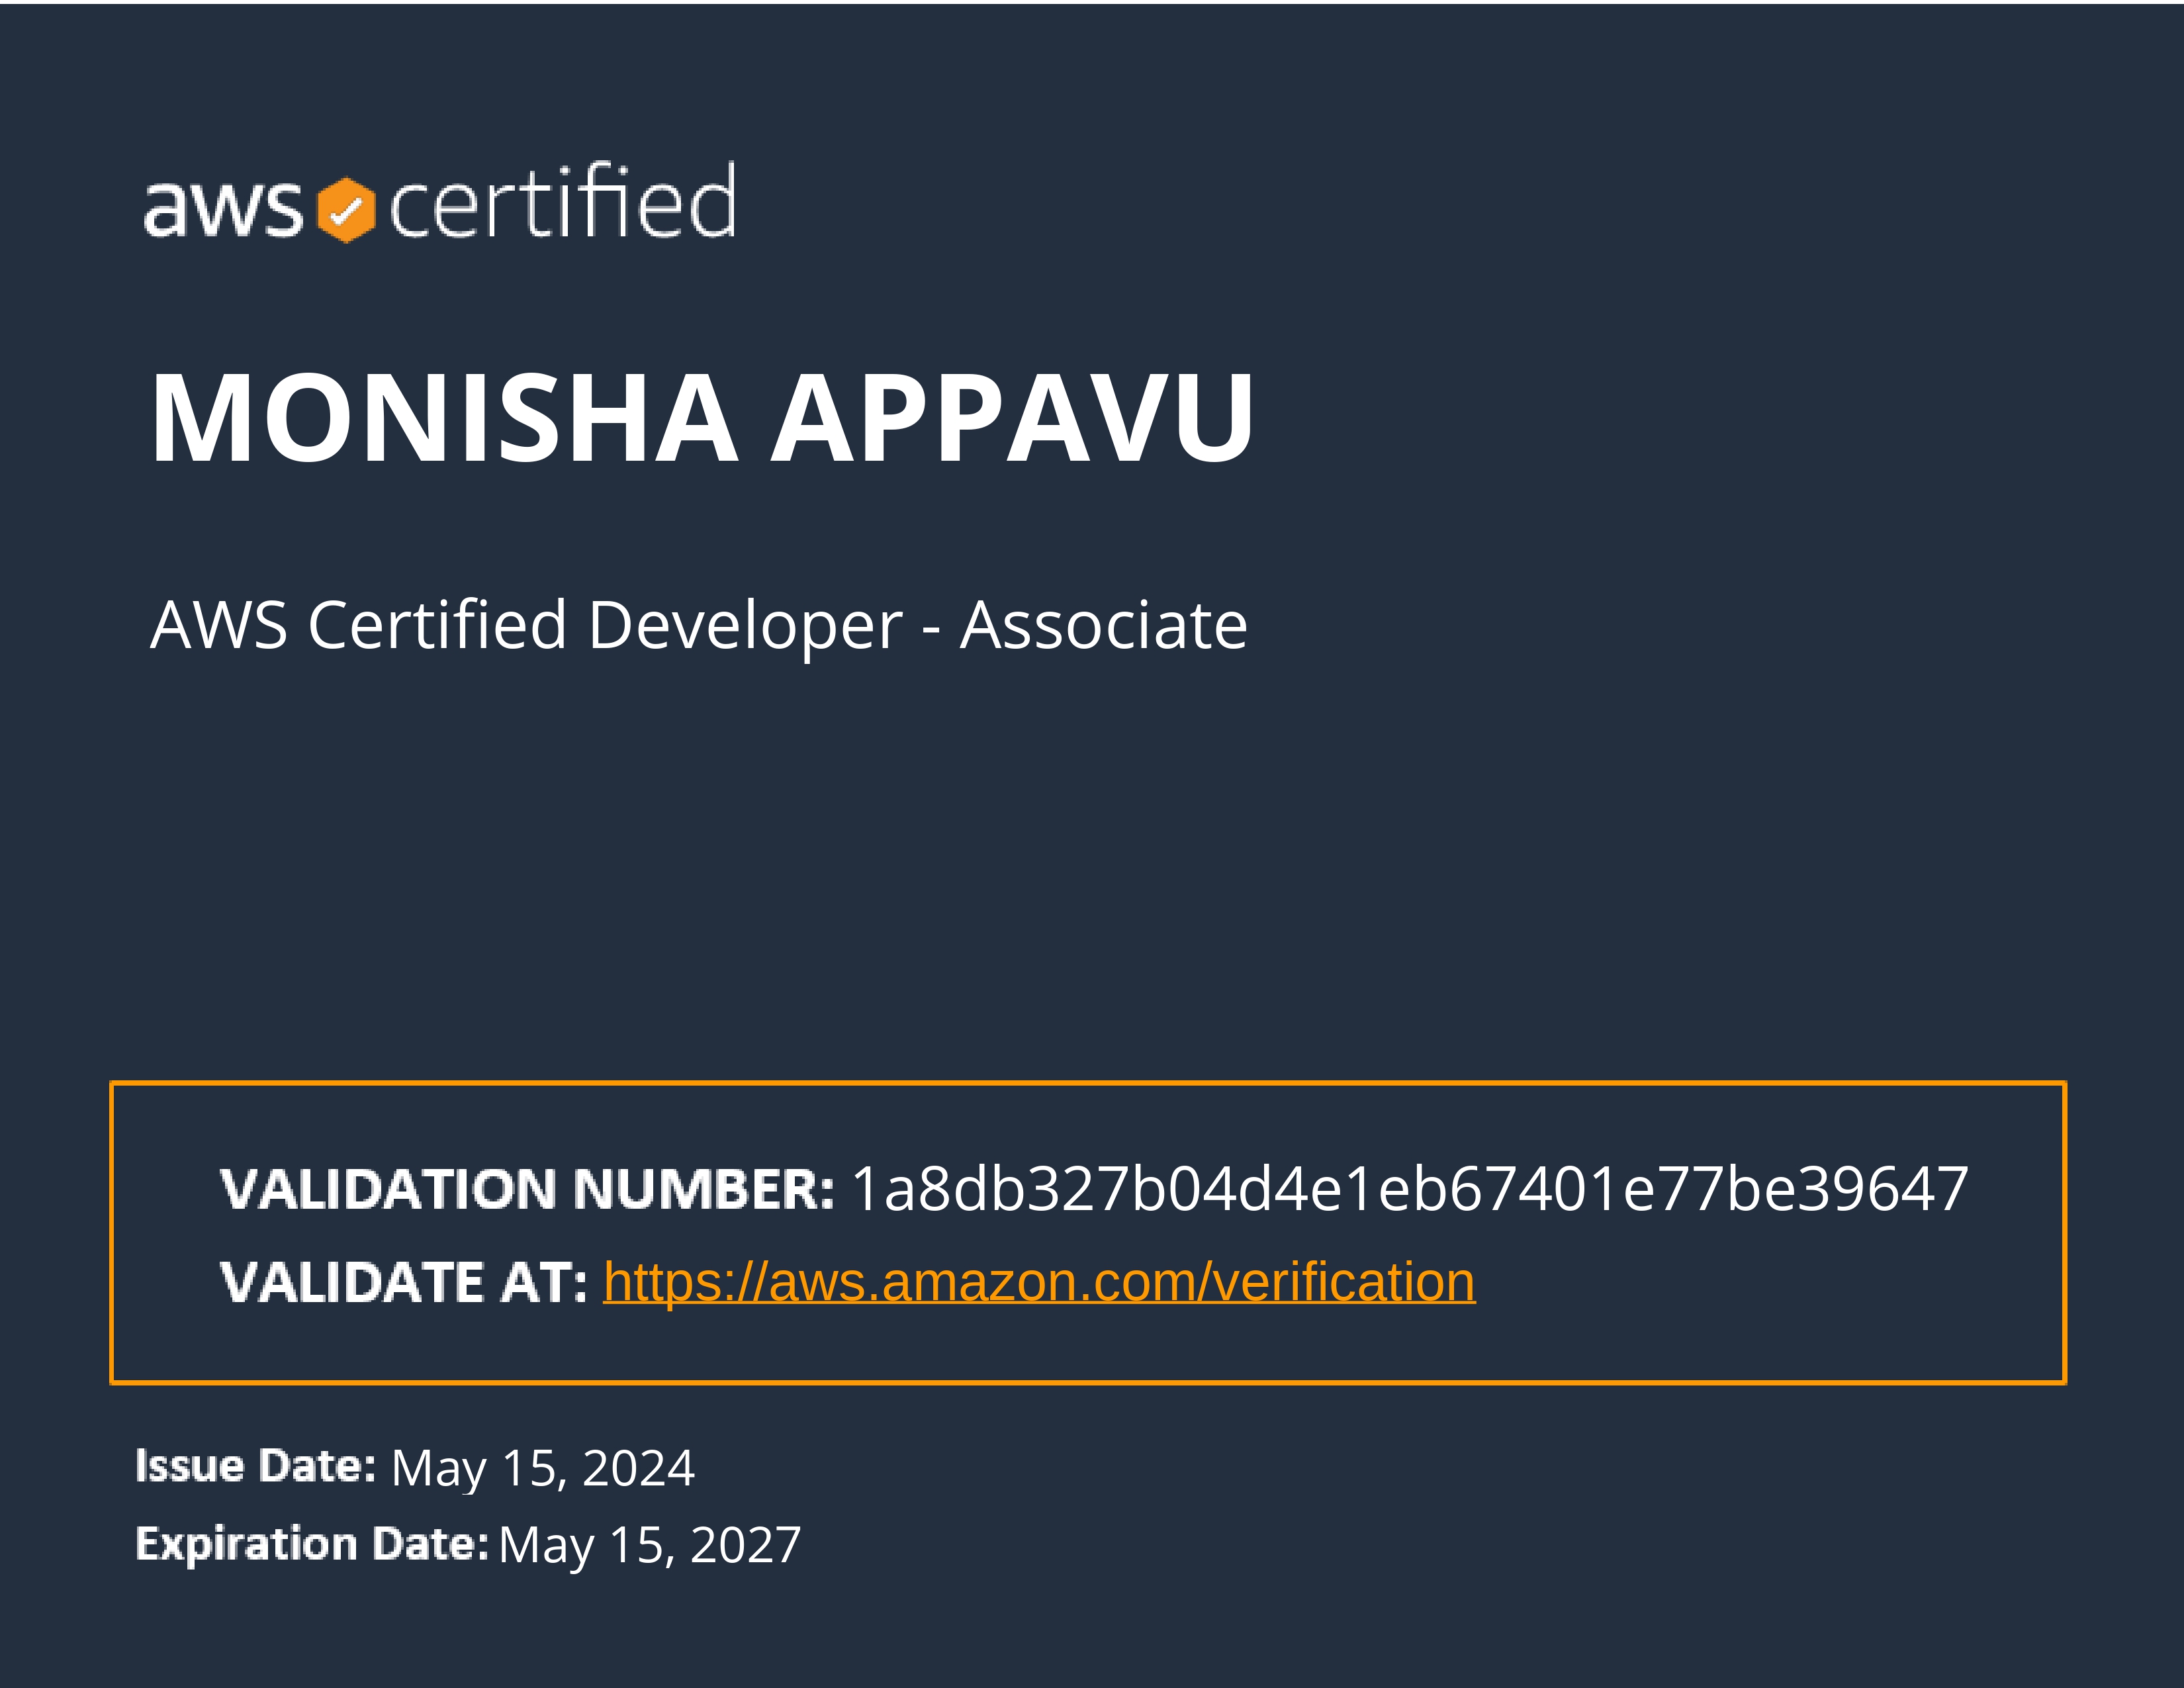 aws certified
MONISHA APPAVU
AWS Certified Developer - Associate
VALIDATION NUMBER: 1a8db327b04d4e1eb67401e77be39647
VALIDATE AT: https://aws.amazon.com/verification
Issue Date: May 15, 2024
Expiration Date: May 15, 2027